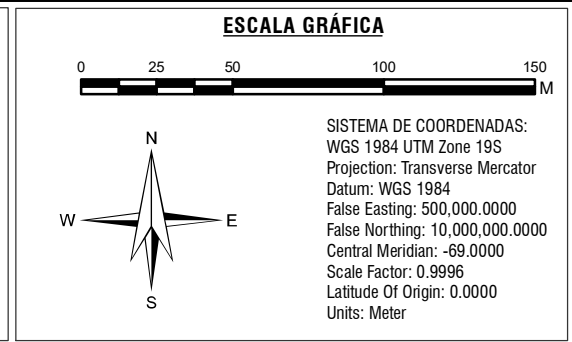 ESCALA GRÁFICA
0 25 50 100 150
M
N
W E
S
SISTEMA DE COORDENADAS:
WGS 1984 UTM Zone 19S
Projection: Transverse Mercator
Datum: WGS 1984
False Easting: 500,000.0000
False Northing: 10,000,000.0000
Central Meridian: -69.0000
Scale Factor: 0.9996
Latitude Of Origin: 0.0000
Units: Meter